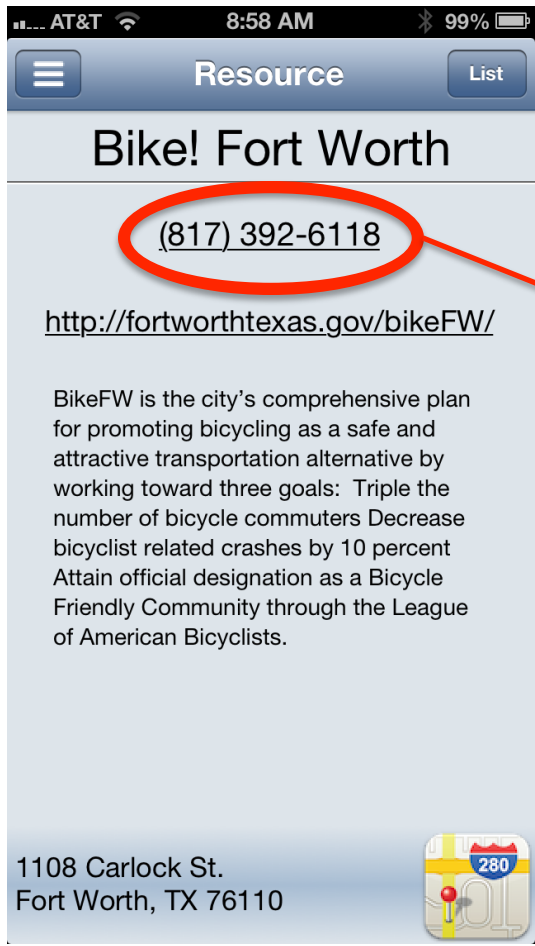 AT&T 8:58 AM 99%
Resource List
Bike! Fort Worth
(817) 392-6118
http://fortworthtexas.gov/bikeFW/
BikeFW is the city's comprehensive plan
for promoting bicycling as a safe and
attractive transportation alternative by
working toward three goals:  Triple the
number of bicycle commuters Decrease
bicyclist related crashes by 10 percent
Attain official designation as a Bicycle
Friendly Community through the League
of American Bicyclists.
1108 Carlock St.
Fort Worth, TX 76110
280